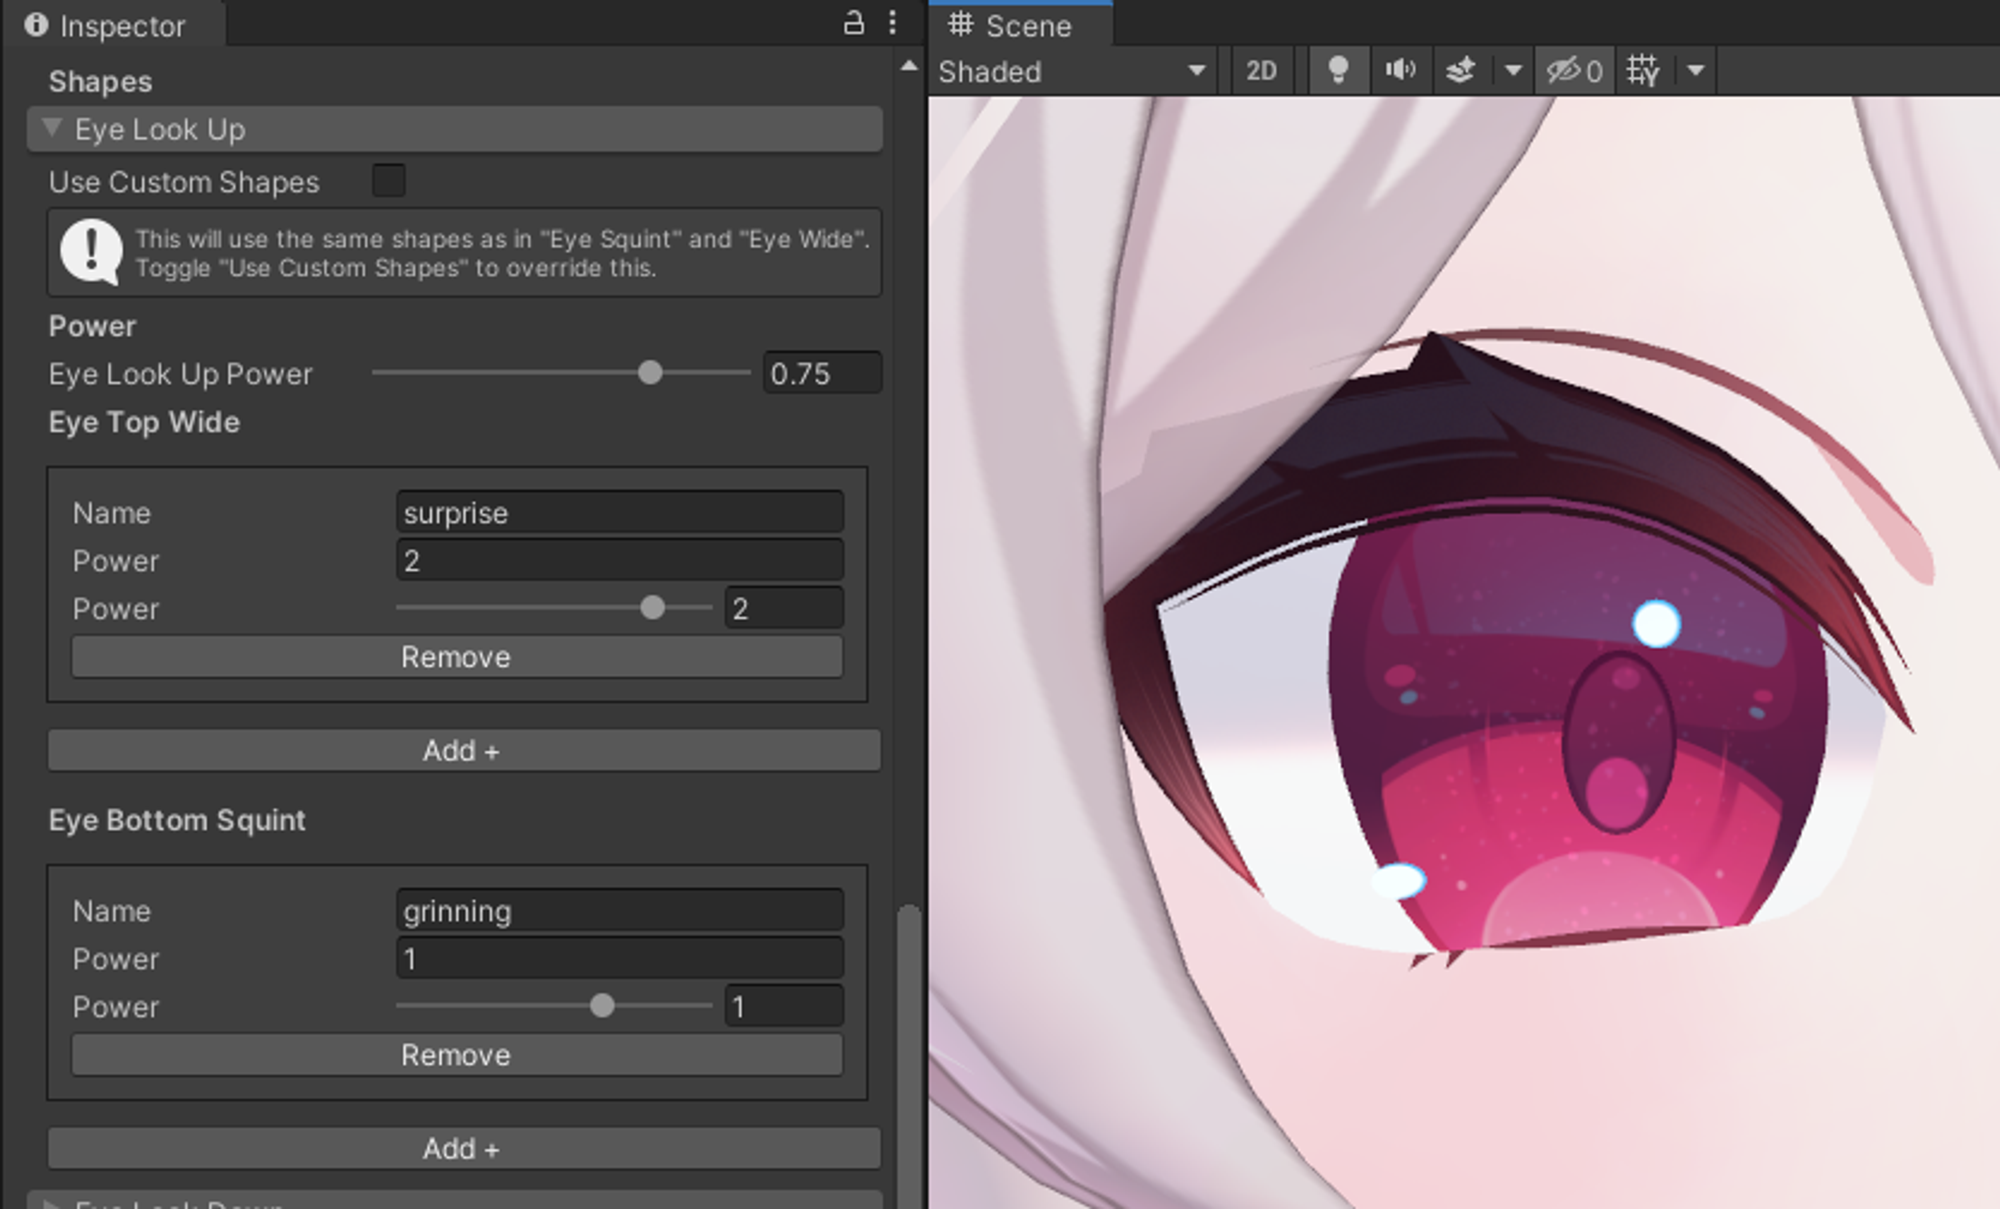 Inspector
Shapes
Eye Look Up
Use Custom Shapes
This will use the same shapes as in "Eye Squint" and "Eye Wide".
Toggle "Use Custom Shapes" to override this.
Power
Eye Look Up Power 0.75
Eye Top Wide
Name surprise
Power 2
Power 2
Remove
Add +
Eye Bottom Squint
Name grinning
Power 1
Power 1
Remove
Add +
Eye Look Down
Scene
Shaded 2D 0